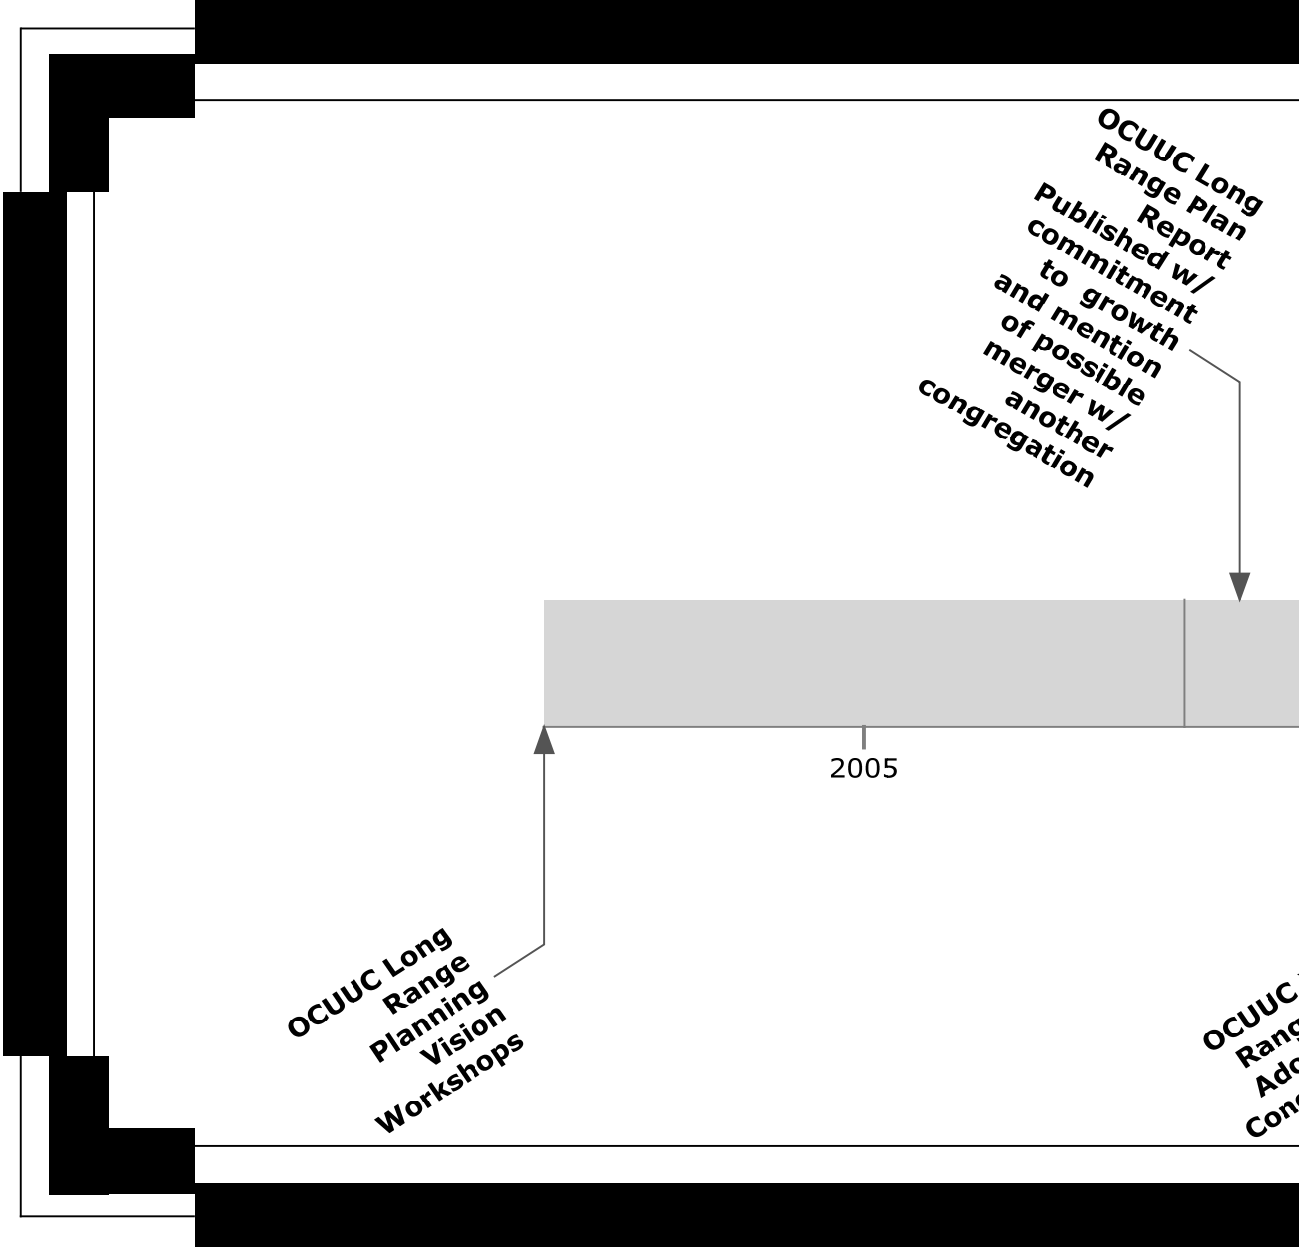 OCUUC Long
Range Plan
Report
Published w/
commitment
to growth
and mention
of possible
merger w/
another
congregation
2005
OCUUC Long
Range
Planning
Vision
Workshops
OCUUC